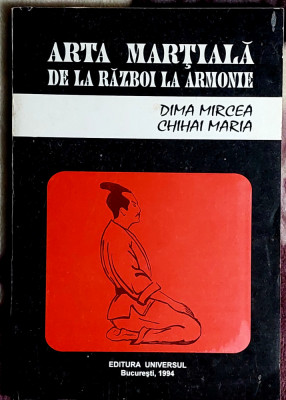 ARTA MARȚIALĂ
DE LA RĂZBOI LA ARMONIE
DIMA MIRCEA
CHIHAI MARIA
EDITURA UNIVERSUL
București, 1994